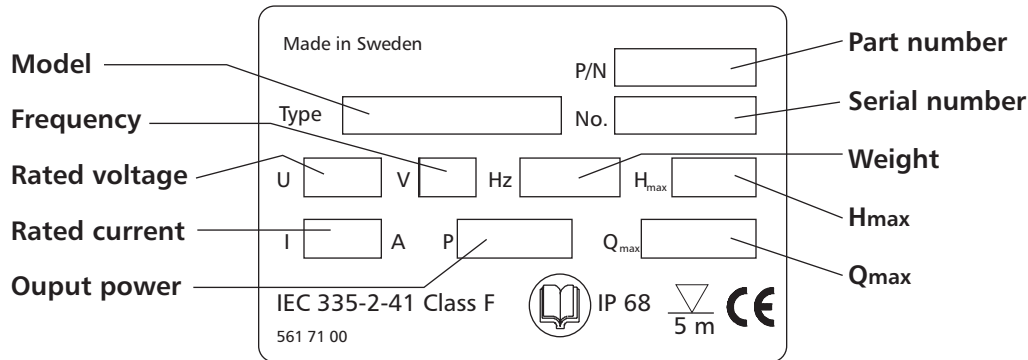 Made in Sweden
Model
Part number
P/N
Frequency
Type
No.
Serial number
Rated voltage
U
V
Hz
Hmax
Weight
Rated current
I
A
P
Qmax
Hmax
Ouput power
Qmax
IEC 335-2-41 Class F
IP 68
5 m
CE
561 71 00